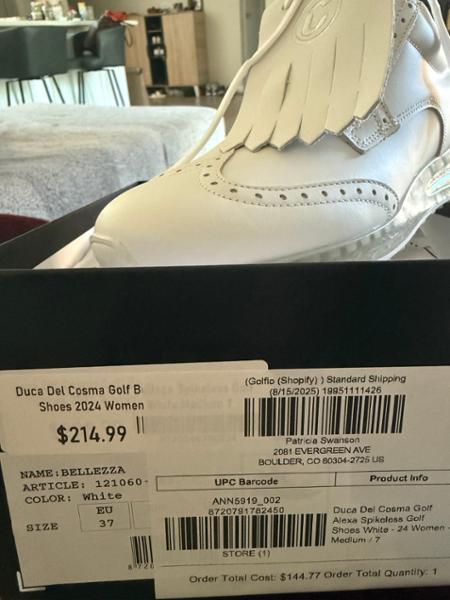 Duca Del Cosma Golf B
Shoes 2024 Women
$214.99
NAME:BELLEZZA
ARTICLE: 121060-
COLOR: White
EU
SIZE 37
(Golfio (Shopify) ) Standard Shipping
(8/15/2025) 19951111426
Patricia Swanson
2081 EVERGREEN AVE
BOULDER, CO 80304-2725 US
UPC Barcode Product Info
ANN5919_002
8720791782450
STORE (1)
Duca Del Cosma Golf
Alexa Spikeless Golf
Shoes White - 24 Women -
Medium / 7
Order Total Cost: $144.77 Order Total Quantity: 1